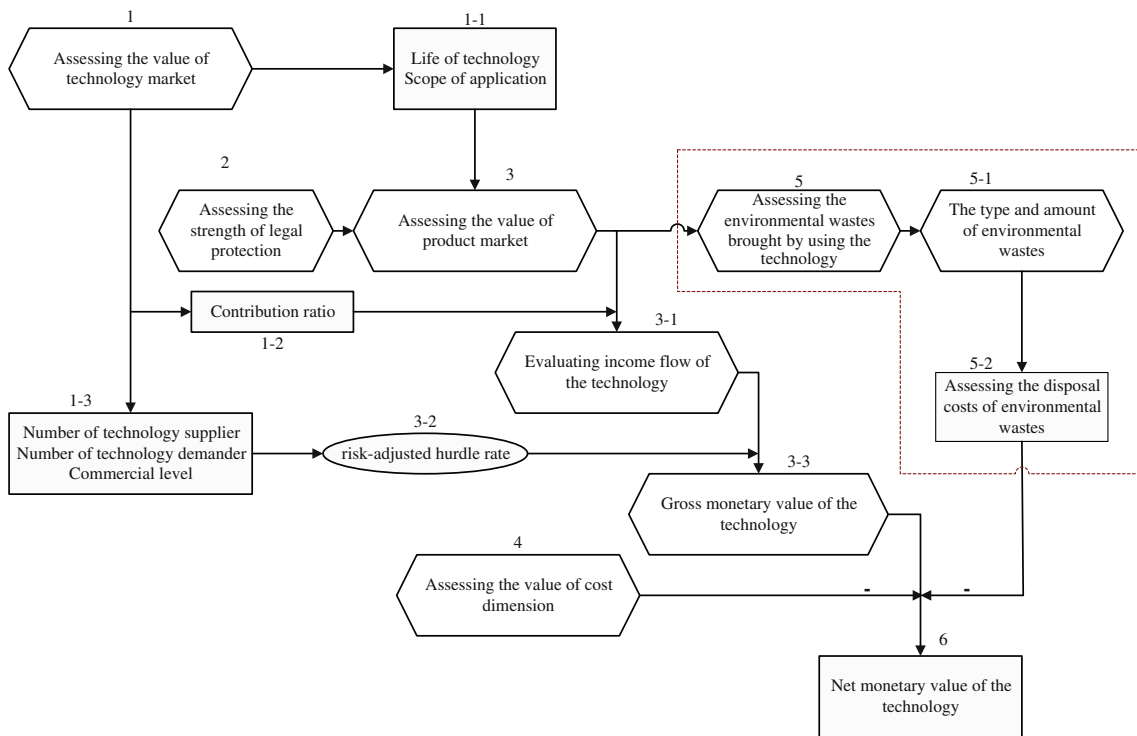 1
Assessing the value of
technology market
1-1
Life of technology
Scope of application
2
Assessing the
strength of legal
protection
3
Assessing the value of
product market
5
Assessing the
environmental wastes
brought by using the
technology
5-1
The type and amount
of environmental
wastes
Contribution ratio
1-2
3-1
Evaluating income flow of
the technology
5-2
Assessing the disposal
costs of environmental
wastes
1-3
Number of technology supplier
Number of technology demander
Commercial level
3-2
risk-adjusted hurdle rate
3-3
Gross monetary value of the
technology
4
Assessing the value of cost
dimension
-
-
6
Net monetary value of the
technology